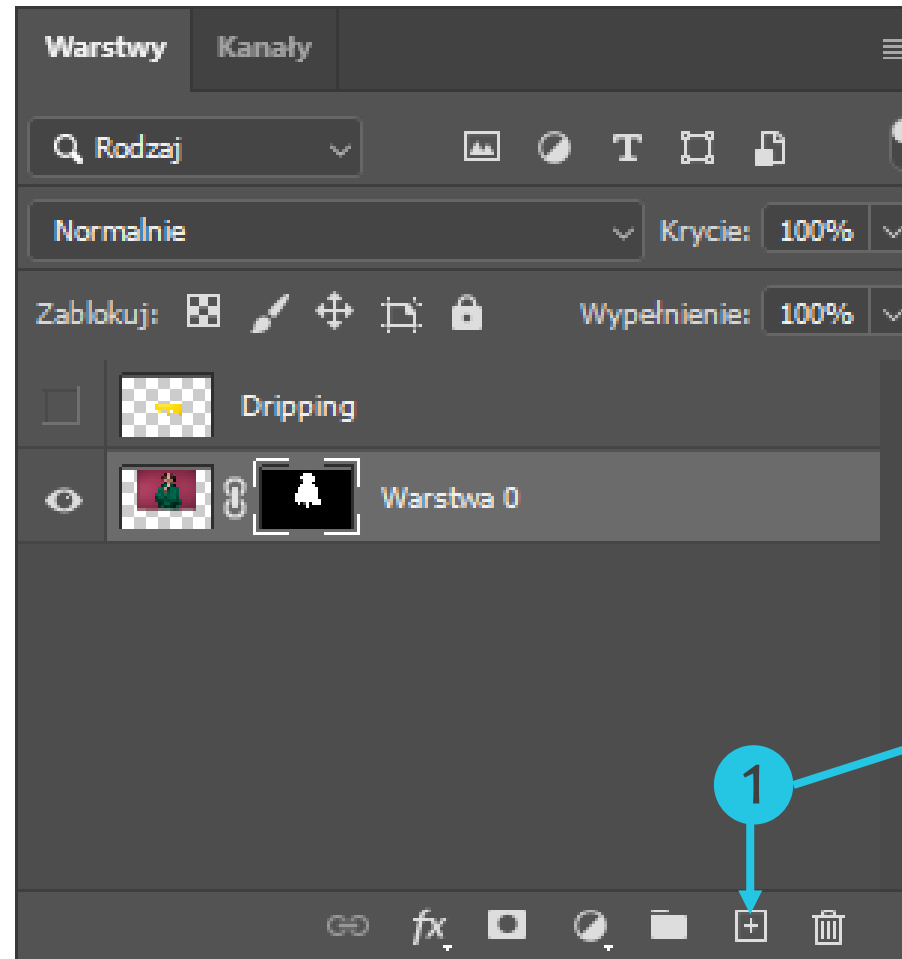 Warstwy Kanały
Rodzaj T
Normalnie Krycie: 100%
Zablokuj: Wypełnienie: 100%
Dripping
Warstwa 0
1
fx